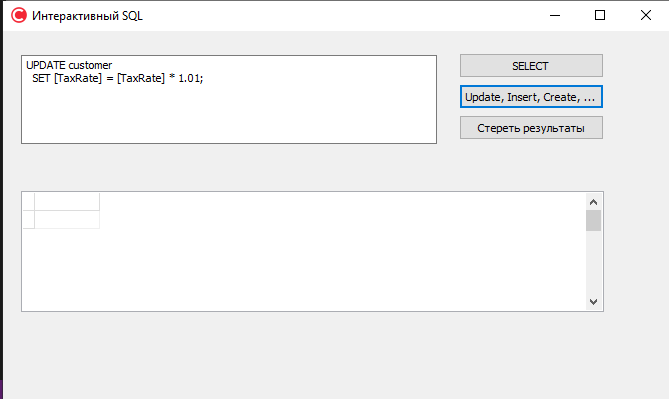 Интерактивный SQL
UPDATE customer
SET [TaxRate] = [TaxRate] * 1.01;
SELECT
Update, Insert, Create, ...
Стереть результаты